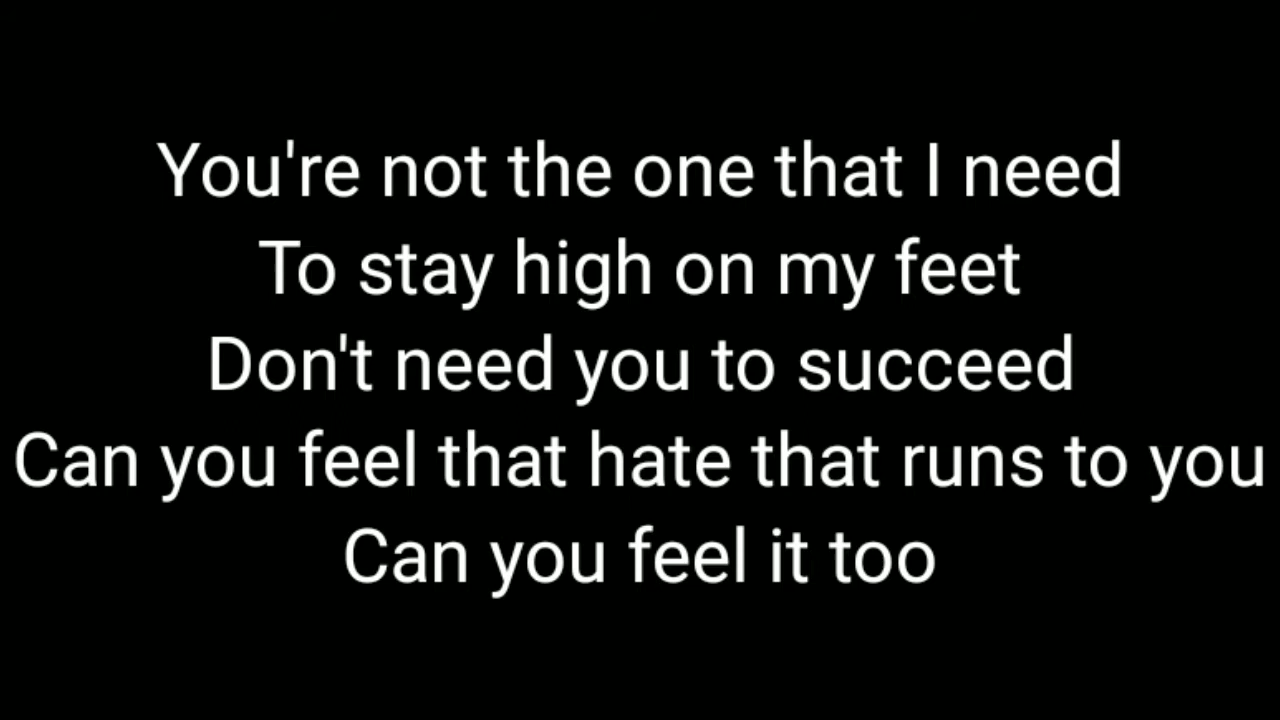 You're not the one that I need
To stay high on my feet
Don't need you to succeed
Can you feel that hate that runs to you
Can you feel it too